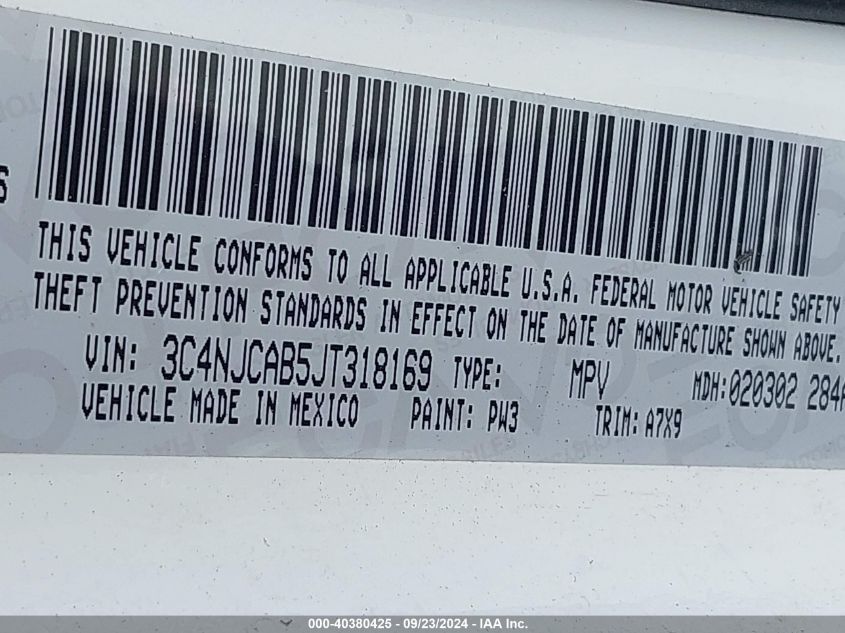 THIS VEHICLE CONFORMS TO ALL APPLICABLE U.S.A. FEDERAL MOTOR VEHICLE SAFETY
THEFT PREVENTION STANDARDS IN EFFECT ON THE DATE OF MANUFACTURE SHOWN ABOVE.
VIN: 3C4NJCAB5JT318169 TYPE: MPV MDH:020302 284
VEHICLE MADE IN MEXICO PAINT: PW3 TRIM: A7X9
000-40380425 - 09/23/2024 - IAA Inc.